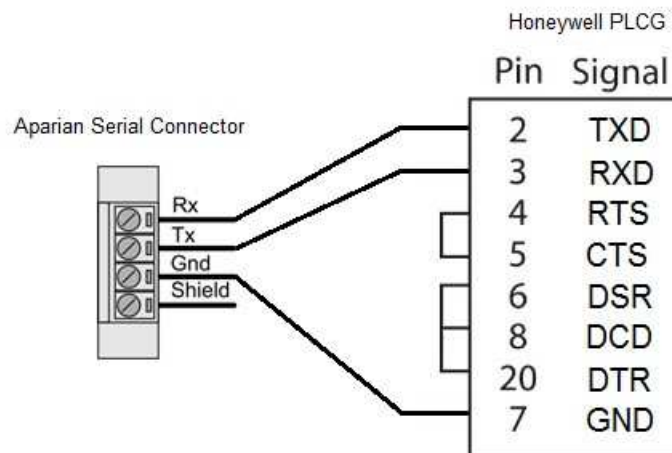 Honeywell PLCG
Pin Signal
Aparian Serial Connector
Rx
Tx
Gnd
Shield
2 TXD
3 RXD
4 RTS
5 CTS
6 DSR
8 DCD
20 DTR
7 GND